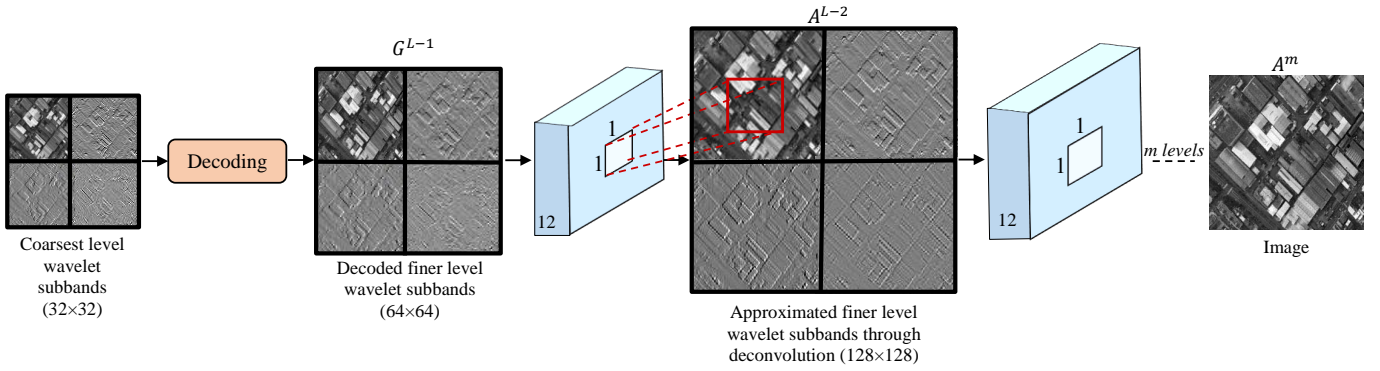 Coarsest level
wavelet
subbands
(32×32)
Decoding
G^{L-1}
Decoded finer level
wavelet subbands
(64×64)
1
1
12
A^{L-2}
Approximated finer level
wavelet subbands through
deconvolution (128×128)
1
1
12
m levels
A^m
Image